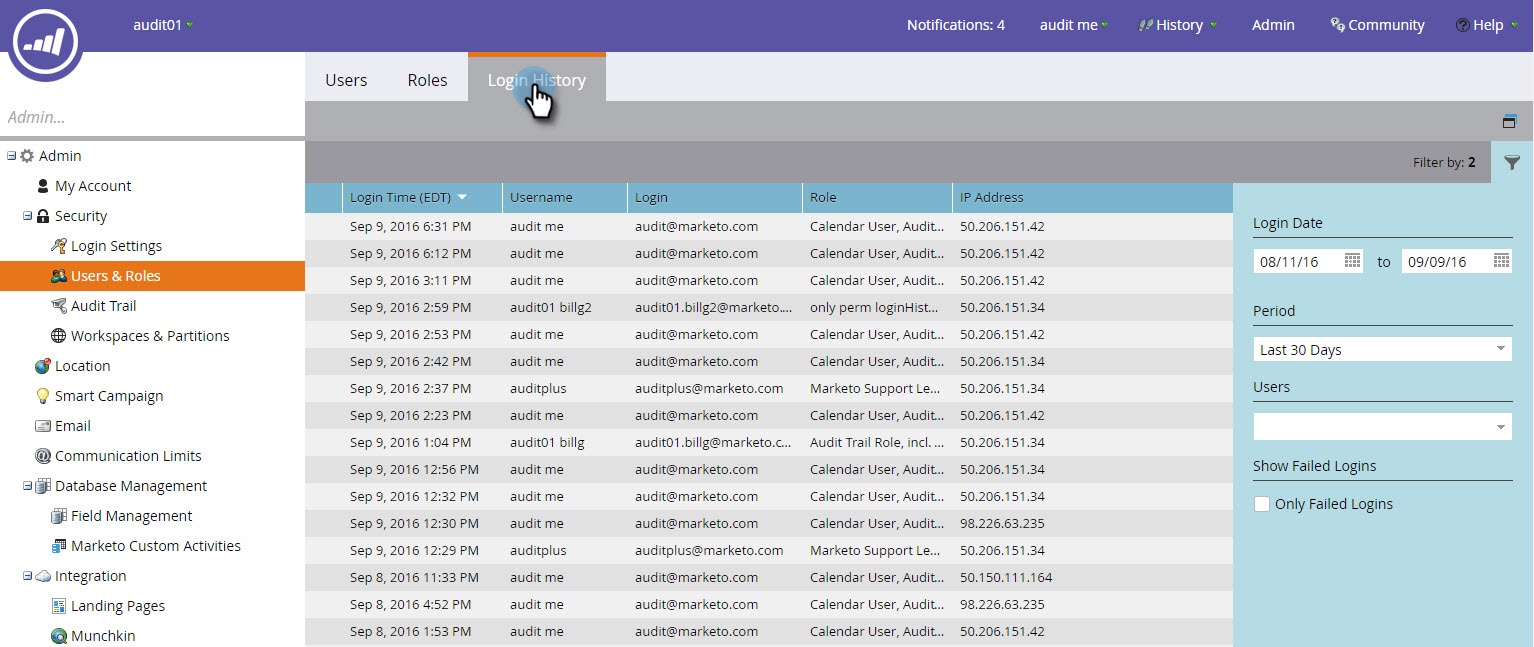 audit01
Notifications: 4 audit me History Admin Community Help
Users Roles Login History
Admin...
Filter by: 2
Admin
My Account
Security
Login Settings
Users & Roles
Audit Trail
Workspaces & Partitions
Location
Smart Campaign
Email
Communication Limits
Database Management
Field Management
Marketo Custom Activities
Integration
Landing Pages
Munchkin
Login Time (EDT) Username Login Role IP Address
Sep 9, 2016 6:31 PM audit me audit@marketo.com Calendar User, Audit... 50.206.151.42
Sep 9, 2016 6:12 PM audit me audit@marketo.com Calendar User, Audit... 50.206.151.42
Sep 9, 2016 3:11 PM audit me audit@marketo.com Calendar User, Audit... 50.206.151.42
Sep 9, 2016 2:59 PM audit01 billg2 audit01.billg2@marketo.... only perm loginHist... 50.206.151.34
Sep 9, 2016 2:53 PM audit me audit@marketo.com Calendar User, Audit... 50.206.151.42
Sep 9, 2016 2:42 PM audit me audit@marketo.com Calendar User, Audit... 50.206.151.34
Sep 9, 2016 2:37 PM auditplus auditplus@marketo.com Marketo Support Le... 50.206.151.34
Sep 9, 2016 2:23 PM audit me audit@marketo.com Calendar User, Audit... 50.206.151.42
Sep 9, 2016 1:04 PM audit01 billg audit01.billg@marketo.c... Audit Trail Role, incl. ... 50.206.151.34
Sep 9, 2016 12:56 PM audit me audit@marketo.com Calendar User, Audit... 50.206.151.34
Sep 9, 2016 12:32 PM audit me audit@marketo.com Calendar User, Audit... 50.206.151.34
Sep 9, 2016 12:30 PM audit me audit@marketo.com Calendar User, Audit... 98.226.63.235
Sep 9, 2016 12:29 PM auditplus auditplus@marketo.com Marketo Support Le... 50.206.151.34
Sep 8, 2016 11:33 PM audit me audit@marketo.com Calendar User, Audit... 50.150.111.164
Sep 8, 2016 4:52 PM audit me audit@marketo.com Calendar User, Audit... 98.226.63.235
Sep 8, 2016 1:53 PM audit me audit@marketo.com Calendar User, Audit... 50.206.151.42
Login Date
08/11/16 to 09/09/16
Period
Last 30 Days
Users
Show Failed Logins
Only Failed Logins